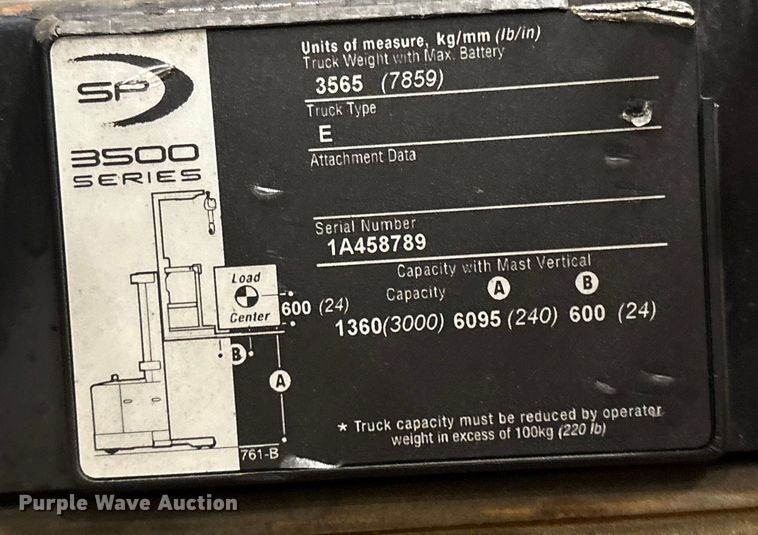 SP
3500
SERIES
Units of measure, kg/mm (lb/in)
Truck Weight with Max. Battery
3565 (7859)
Truck Type
E
Attachment Data
Serial Number
1A458789
Capacity with Mast Vertical
Capacity A B
1360(3000) 6095 (240) 600 (24)
Load
Center
600 (24)
B
A
761-B
* Truck capacity must be reduced by operator
weight in excess of 100kg (220 lb)
Purple Wave Auction